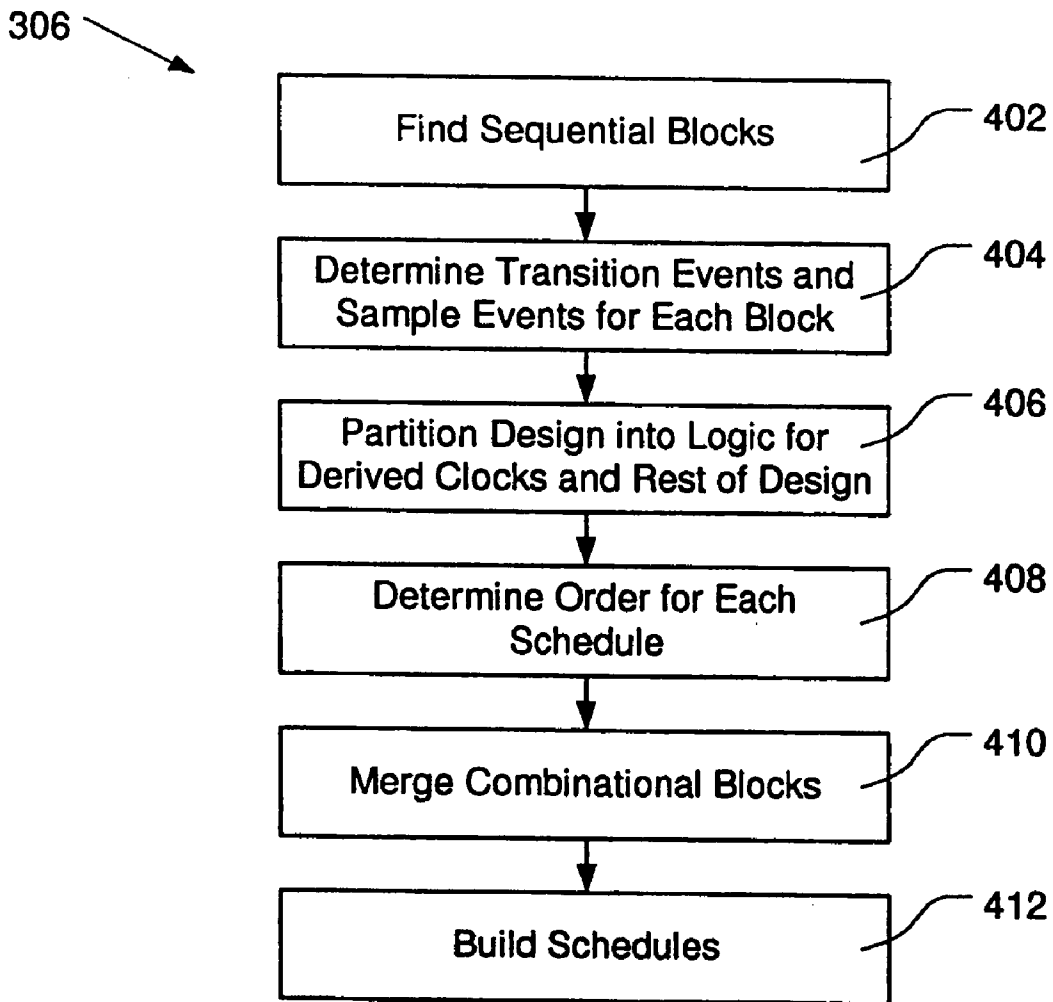 306
Find Sequential Blocks
402
Determine Transition Events and
Sample Events for Each Block
404
Partition Design into Logic for
Derived Clocks and Rest of Design
406
Determine Order for Each
Schedule
408
Merge Combinational Blocks
410
Build Schedules
412